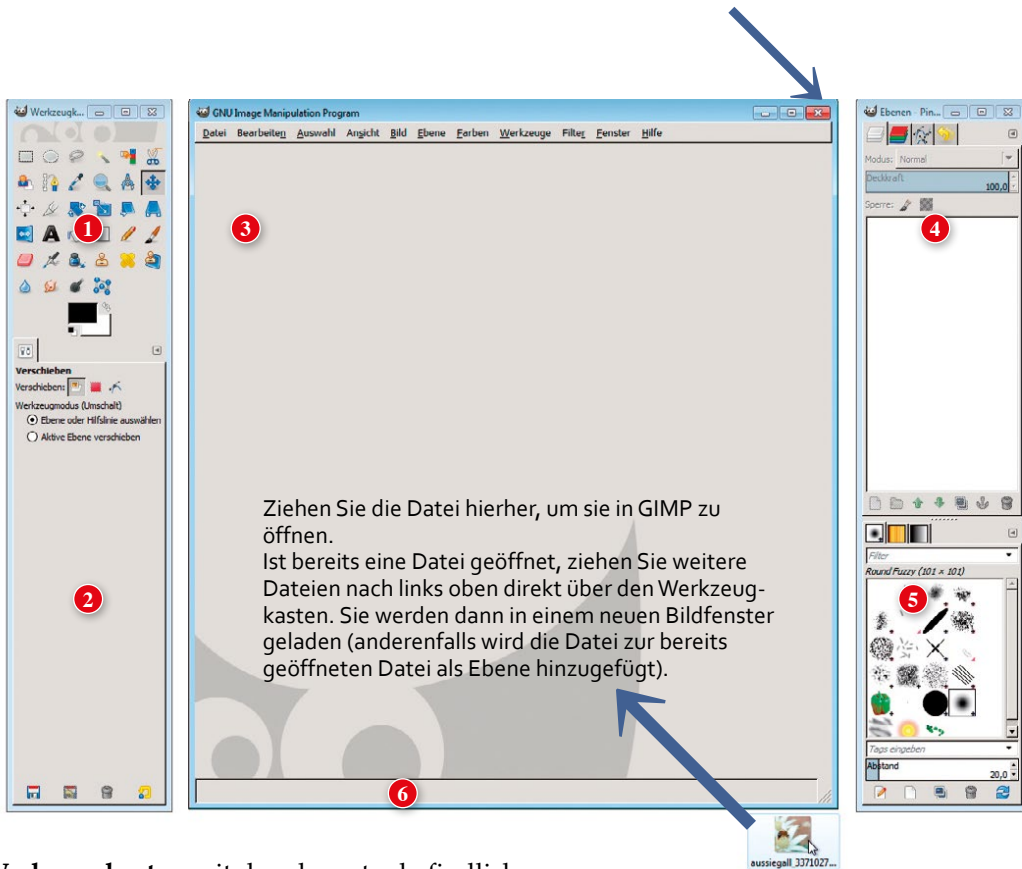 Werkzeugk...
GNU Image Manipulation Program
Datei Bearbeiten Auswahl Ansicht Bild Ebene Farben Werkzeuge Filter Fenster Hilfe
Ebenen - Pin...
Modus: Normal
Deckkraft
100,0
Sperre:
1
3
4
Verschieben
Verschieben:
Werkzeugmodus (Umschalt)
Ebene oder Hilfslinie auswählen
Aktive Ebene verschieben
Ziehen Sie die Datei hierher, um sie in GIMP zu
öffnen.
Ist bereits eine Datei geöffnet, ziehen Sie weitere
Dateien nach links oben direkt über den Werkzeug-
kasten. Sie werden dann in einem neuen Bildfenster
geladen (anderenfalls wird die Datei zur bereits
geöffneten Datei als Ebene hinzugefügt).
Filter
Round Fuzzy (101 × 101)
2
5
Tags eingeben
Abstand
20,0
6
aussiegall_3371027...